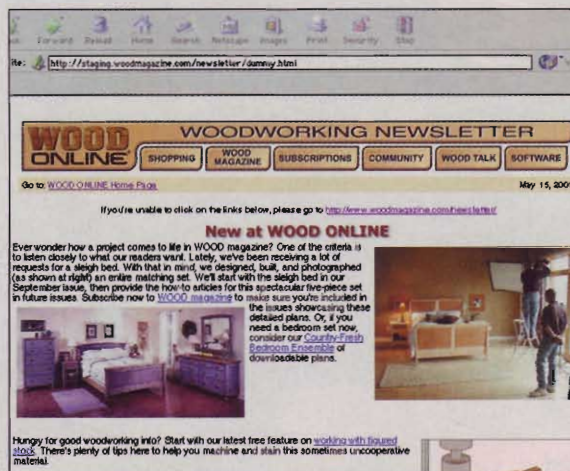 Forward Reload Home Search Netscape Images Print Security Stop
http://staging.woodmagazine.com/newsletter/dummy.html
WOOD ONLINE
WOODWORKING NEWSLETTER
SHOPPING WOOD MAGAZINE SUBSCRIPTIONS COMMUNITY WOOD TALK SOFTWARE
Go to: WOOD ONLINE Home Page May 15,
If you're unable to click on the links below, please go to http://www.woodmagazine.com/newsletter/
New at WOOD ONLINE
Ever wonder how a project comes to life in WOOD magazine? One of the criteria is
to listen closely to what our readers want. Lately, we've been receiving a lot of
requests for a sleigh bed. With that in mind, we designed, built, and photographed
(as shown at right) an entire matching set. We'll start with the sleigh bed in our
September issue, then provide the how-to articles for this spectacular five-piece set
in future issues. Subscribe now to WOOD magazine to make sure you're included in
the issues showcasing these
detailed plans. Or, if you
need a bedroom set now,
consider our Country-Fresh
Bedroom Ensemble of
downloadable plans.
Hungry for good woodworking info? Start with our latest free feature on working with figured
stock. There's plenty of tips here to help you machine and stain this sometimes uncooperative
material.